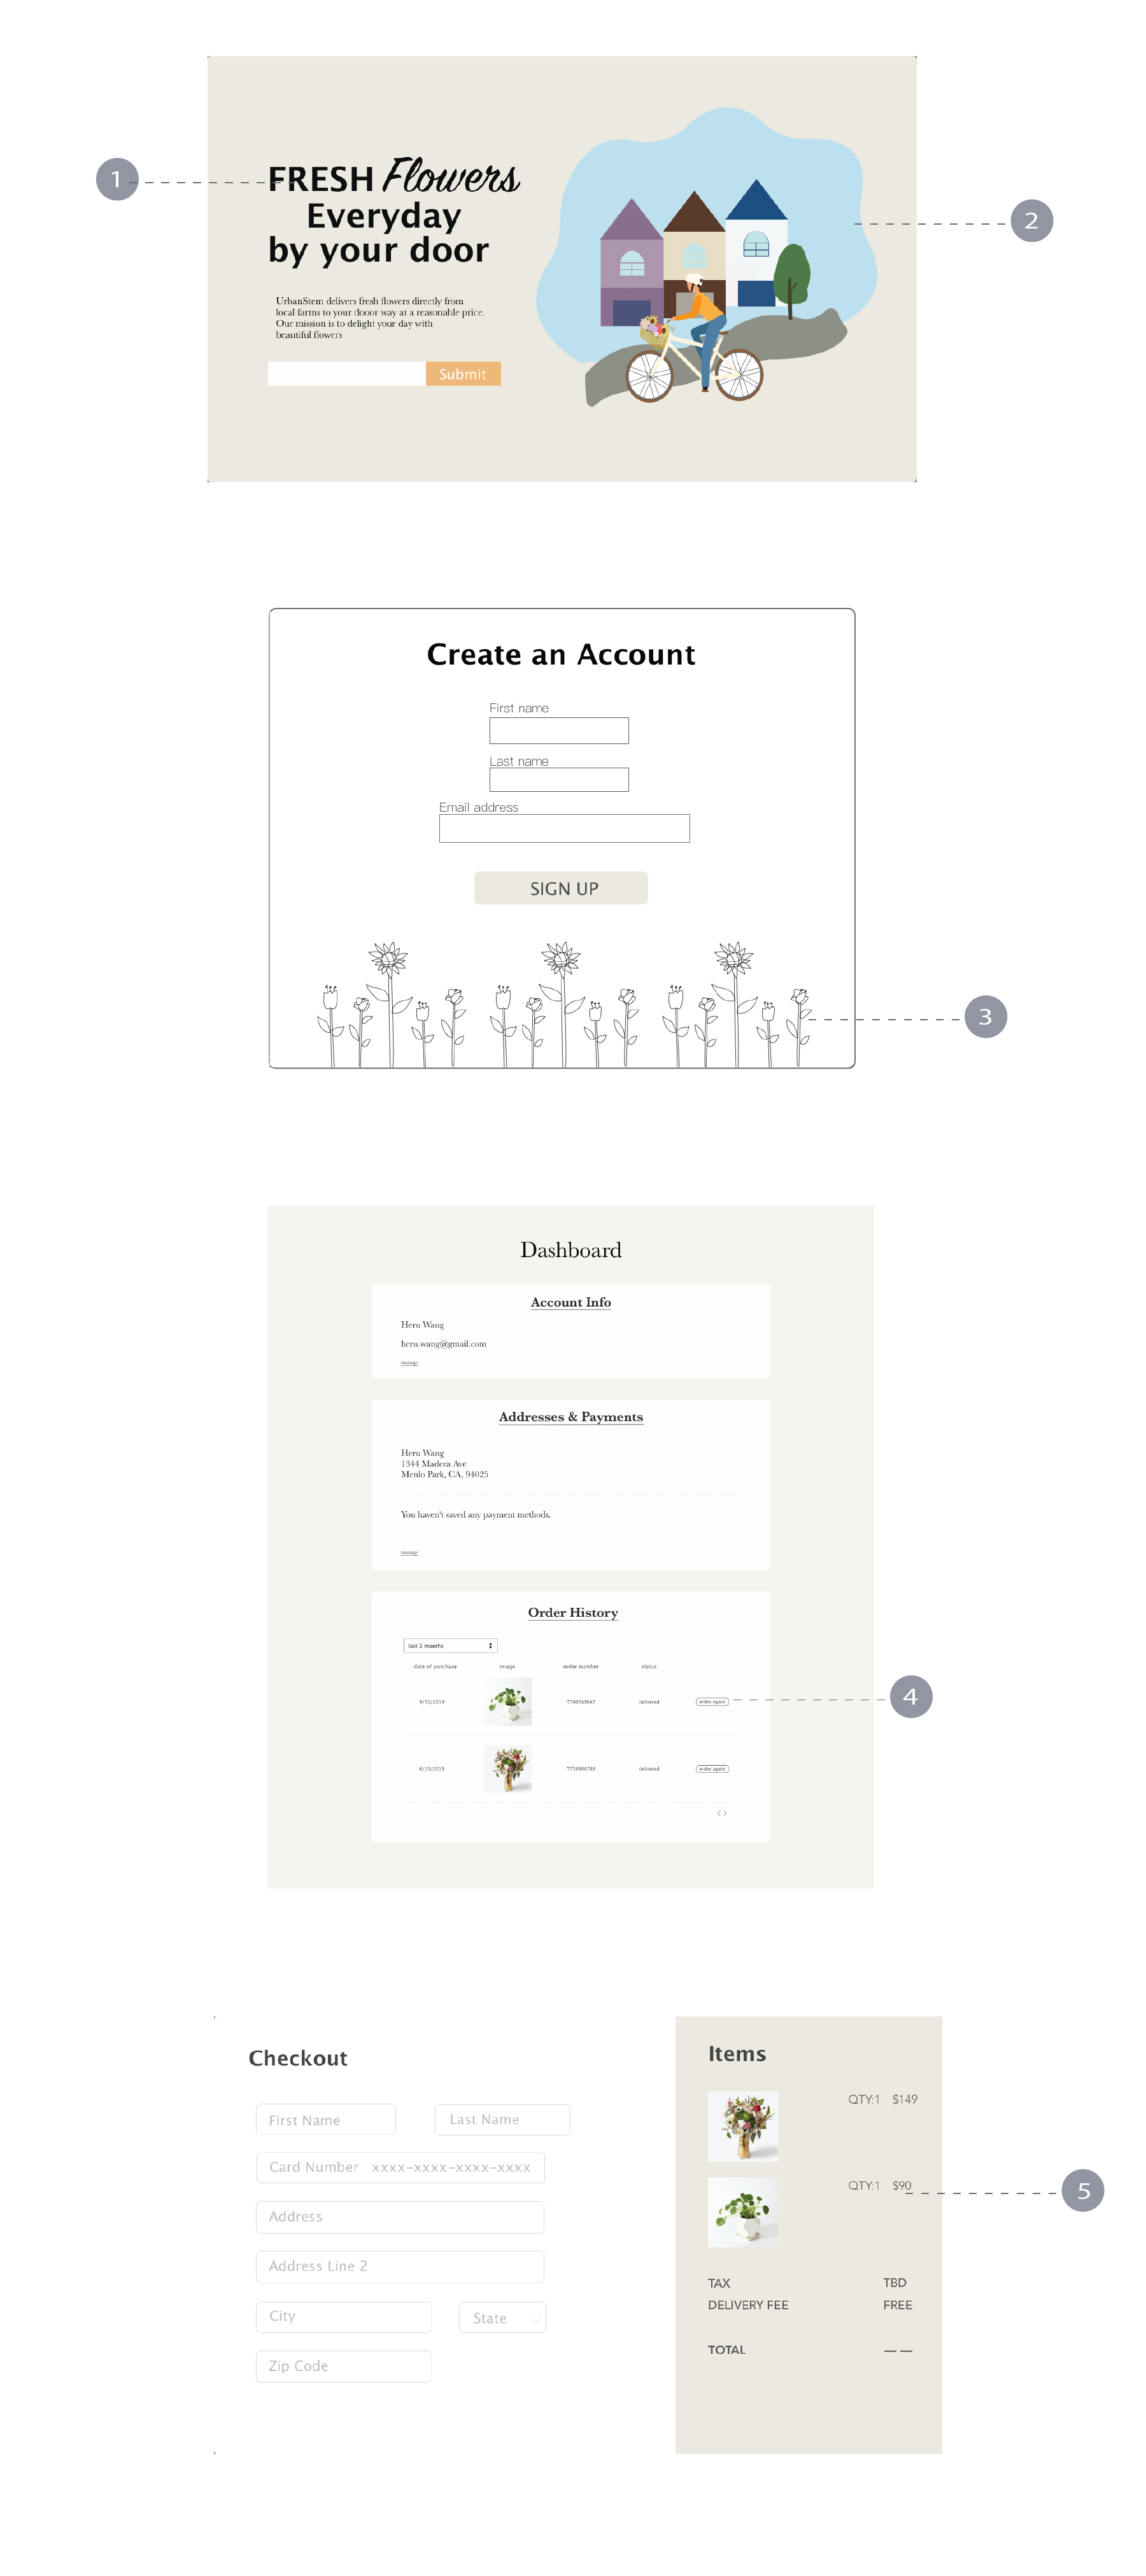 1
FRESH Flowers
Everyday
by your door
UrbanStem delivers fresh flowers directly from
local farms to your dooor way at a reasonable price.
Our mission is to delight your day with
beautiful flowers
Submit
2
Create an Account
First name
Last name
Email address
SIGN UP
3
Dashboard
Account Info
Heru Wang
heru.wang@gmail.com
manage
Addresses & Payments
Heru Wang
1344 Madera Ave
Menlo Park, CA, 94025
You haven't saved any payment methods.
manage
Order History
last 3 moeths
date of purchase image order number status
9/10/2019 7780589647 delivered order again
4
6/15/2019 7758906789 delivered order again
< >
Checkout
First Name Last Name
Card Number xxxx-xxxx-xxxx-xxxx
Address
Address Line 2
City State
Zip Code
Items
QTY:1 $149
QTY:1 $90
5
TAX TBD
DELIVERY FEE FREE
TOTAL — —